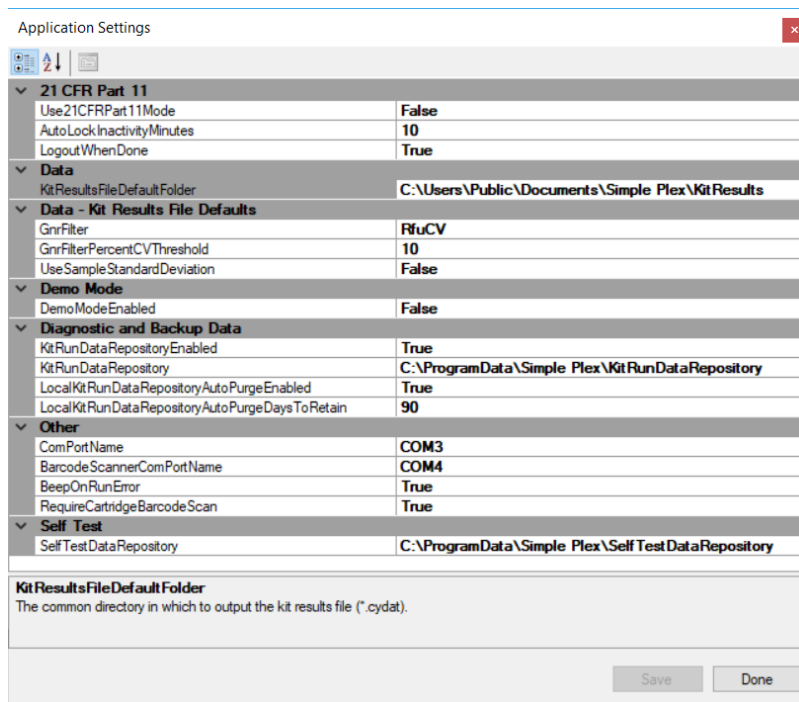 Application Settings
21 CFR Part 11
Use21CFRPart11Mode False
AutoLockInactivityMinutes 10
LogoutWhenDone True
Data
KitResultsFileDefaultFolder C:\Users\Public\Documents\Simple Plex\KitResults
Data - Kit Results File Defaults
GnrFilter RfuCV
GnrFilterPercentCVThreshold 10
UseSampleStandardDeviation False
Demo Mode
DemoModeEnabled False
Diagnostic and Backup Data
KitRunDataRepositoryEnabled True
KitRunDataRepository C:\ProgramData\Simple Plex\KitRunDataRepository
LocalKitRunDataRepositoryAutoPurgeEnabled True
LocalKitRunDataRepositoryAutoPurgeDaysToRetain 90
Other
ComPortName COM3
BarcodeScannerComPortName COM4
BeepOnRunError True
RequireCartridgeBarcodeScan True
Self Test
SelfTestDataRepository C:\ProgramData\Simple Plex\SelfTestDataRepository
KitResultsFileDefaultFolder
The common directory in which to output the kit results file (*.cydat).
Save Done